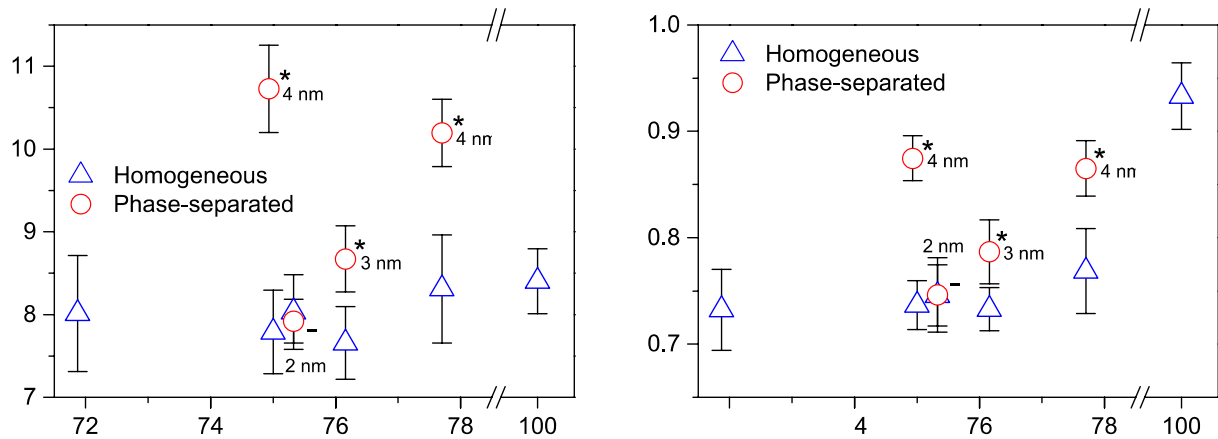 11
10
9
8
7
Homogeneous
Phase-separated
* 4 nm
* 4 nm
* 3 nm
-
2 nm
72 74 76 78 100
1.0
0.9
0.8
0.7
Homogeneous
Phase-separated
* 4 nm
* 4 nm
2 nm
* 3 nm
-
4 76 78 100